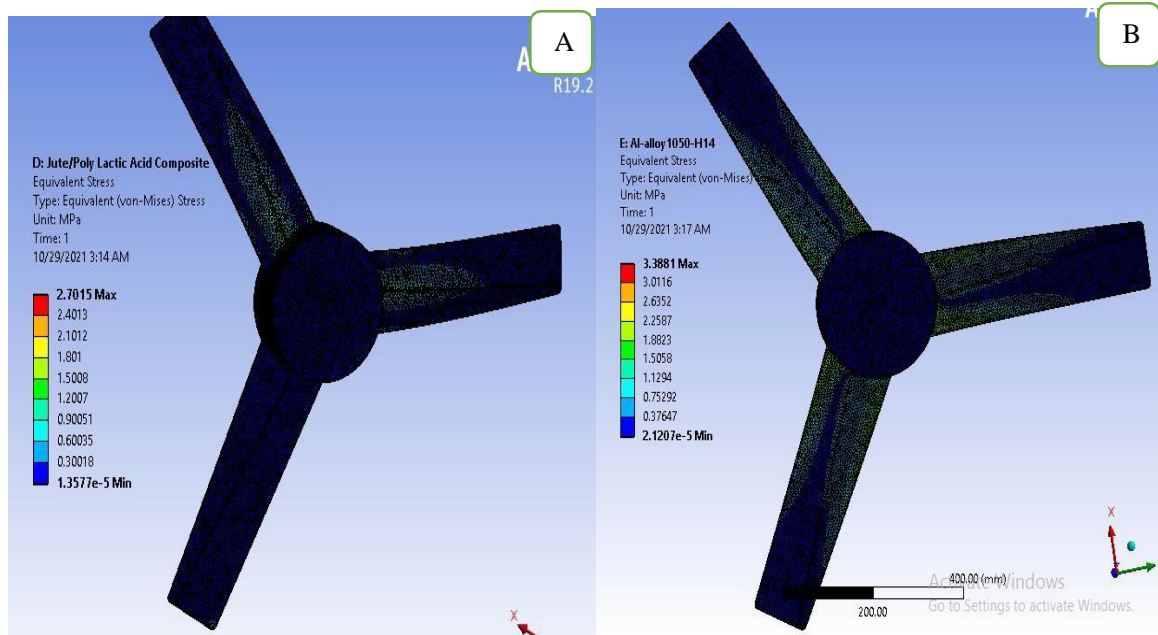 A
A
R19.2
D: Jute/Poly Lactic Acid Composite
Equivalent Stress
Type: Equivalent (von-Mises) Stress
Unit: MPa
Time: 1
10/29/2021 3:14 AM
2.7015 Max
2.4013
2.1012
1.801
1.5008
1.2007
0.90051
0.60035
0.30018
1.3577e-5 Min
X
B
E: Al-alloy1050-H14
Equivalent Stress
Type: Equivalent (von-Mises)
Unit: MPa
Time: 1
10/29/2021 3:17 AM
3.3881 Max
3.0116
2.6352
2.2587
1.8823
1.5058
1.1294
0.75292
0.37647
2.1207e-5 Min
X
400.00 (mm)
200.00
Activate Windows
Go to Settings to activate Windows.